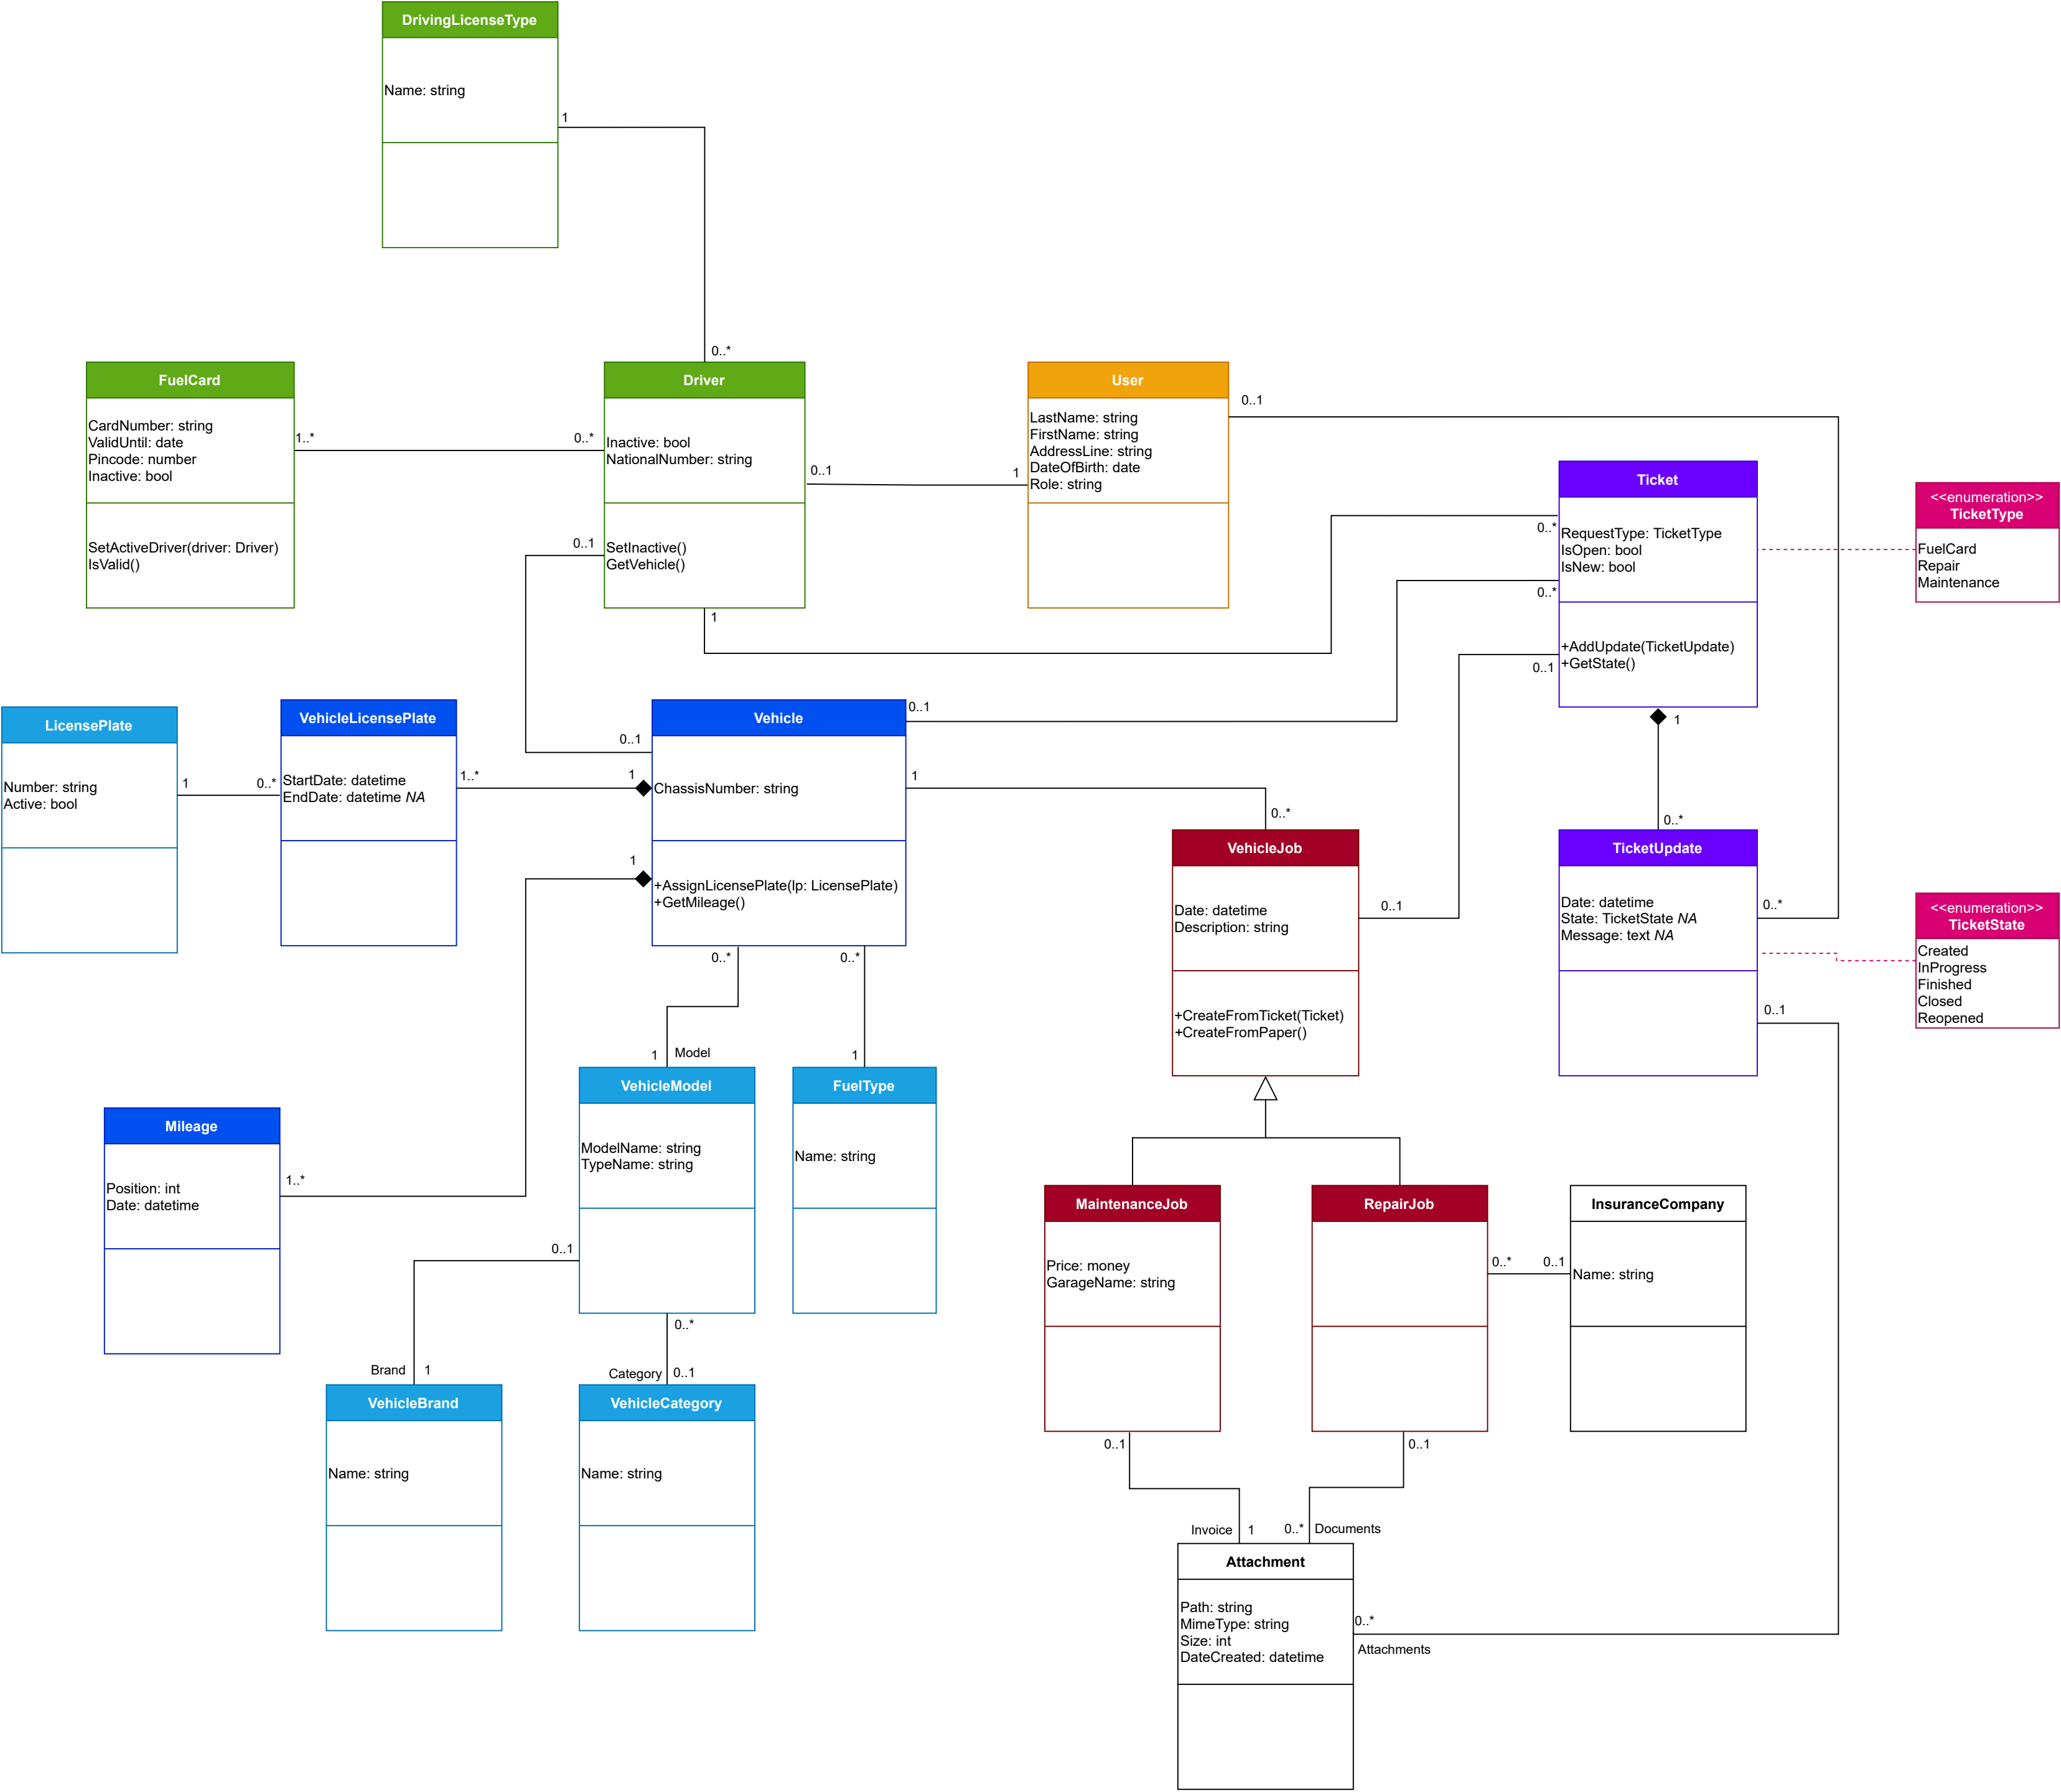 DrivingLicenseType
Name: string
1
0..*
FuelCard
CardNumber: string
ValidUntil: date
Pincode: number
Inactive: bool
SetActiveDriver(driver: Driver)
IsValid()
1..*
0..*
Driver
Inactive: bool
NationalNumber: string
SetInactive()
GetVehicle()
0..1
1
0..1
1
User
LastName: string
FirstName: string
AddressLine: string
DateOfBirth: date
Role: string
0..1
Ticket
RequestType: TicketType
IsOpen: bool
IsNew: bool
+AddUpdate(TicketUpdate)
+GetState()
0..*
0..*
0..1
1
<<enumeration>>
TicketType
FuelCard
Repair
Maintenance
LicensePlate
Number: string
Active: bool
1
0..*
VehicleLicensePlate
StartDate: datetime
EndDate: datetime NA
1..*
1
0..1
Vehicle
ChassisNumber: string
+AssignLicensePlate(lp: LicensePlate)
+GetMileage()
0..1
1
1
0..*
0..*
0..*
VehicleJob
Date: datetime
Description: string
+CreateFromTicket(Ticket)
+CreateFromPaper()
0..1
0..*
TicketUpdate
Date: datetime
State: TicketState NA
Message: text NA
0..*
0..1
<<enumeration>>
TicketState
Created
InProgress
Finished
Closed
Reopened
Mileage
Position: int
Date: datetime
1..*
1
Model
VehicleModel
ModelName: string
TypeName: string
1
FuelType
Name: string
0..1
0..*
Brand
1
Category
0..1
VehicleBrand
Name: string
VehicleCategory
Name: string
MaintenanceJob
Price: money
GarageName: string
0..1
RepairJob
0..*
0..1
0..1
InsuranceCompany
Name: string
Invoice
1
0..*
Documents
Attachment
Path: string
MimeType: string
Size: int
DateCreated: datetime
0..*
Attachments